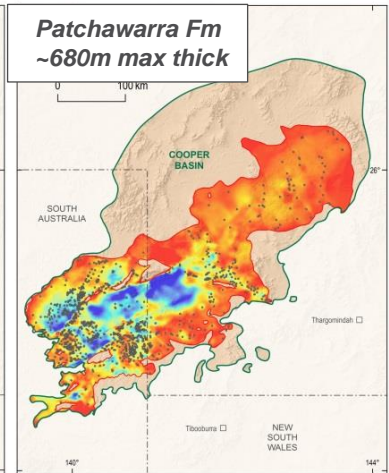 Patchawarra Fm
~680m max thick
0 100 km
COOPER
BASIN
26°
SOUTH
AUSTRALIA
Thargomindah
Tibooburra
NEW
SOUTH
WALES
140°
144°